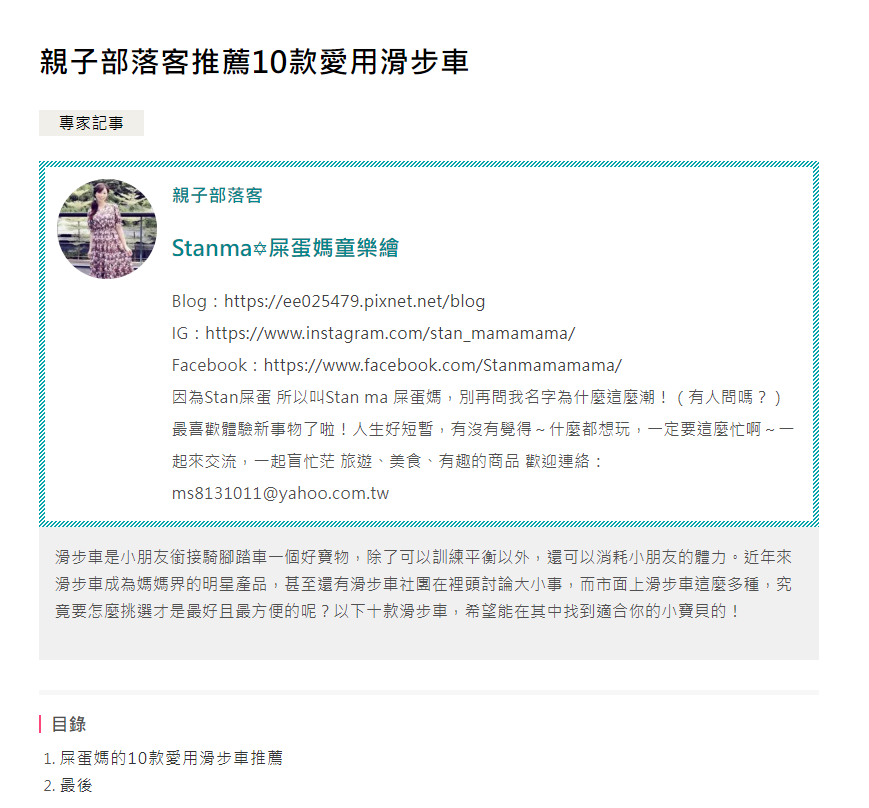 親子部落客推薦10款愛用滑步車
專家記事
親子部落客
Stanma✡屎蛋媽童樂繪
Blog：https://ee025479.pixnet.net/blog
IG：https://www.instagram.com/stan_mamamama/
Facebook：https://www.facebook.com/Stanmamamama/
因為Stan屎蛋 所以叫Stan ma 屎蛋媽，別再問我名字為什麼這麼潮！（有人問嗎？）
最喜歡體驗新事物了啦！人生好短暫，有沒有覺得～什麼都想玩，一定要這麼忙啊～一
起來交流，一起盲忙茫 旅遊、美食、有趣的商品 歡迎連絡：
ms8131011@yahoo.com.tw
滑步車是小朋友銜接騎腳踏車一個好寶物，除了可以訓練平衡以外，還可以消耗小朋友的體力。近年來
滑步車成為媽媽界的明星產品，甚至還有滑步車社團在裡頭討論大小事，而市面上滑步車這麼多種，究
竟要怎麼挑選才是最好且最方便的呢？以下十款滑步車，希望能在其中找到適合你的小寶貝的！
目錄
1. 屎蛋媽的10款愛用滑步車推薦
2. 最後